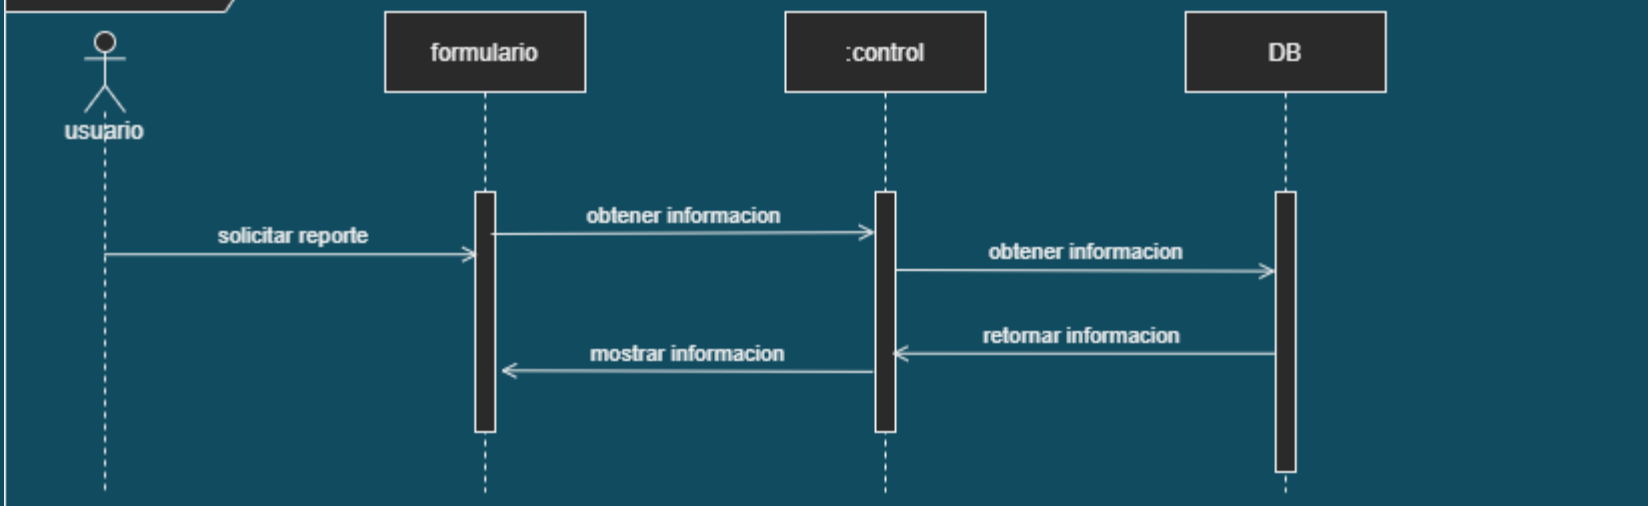 formulario
:control
DB
usuario
obtener informacion
solicitar reporte
obtener informacion
retornar informacion
mostrar informacion